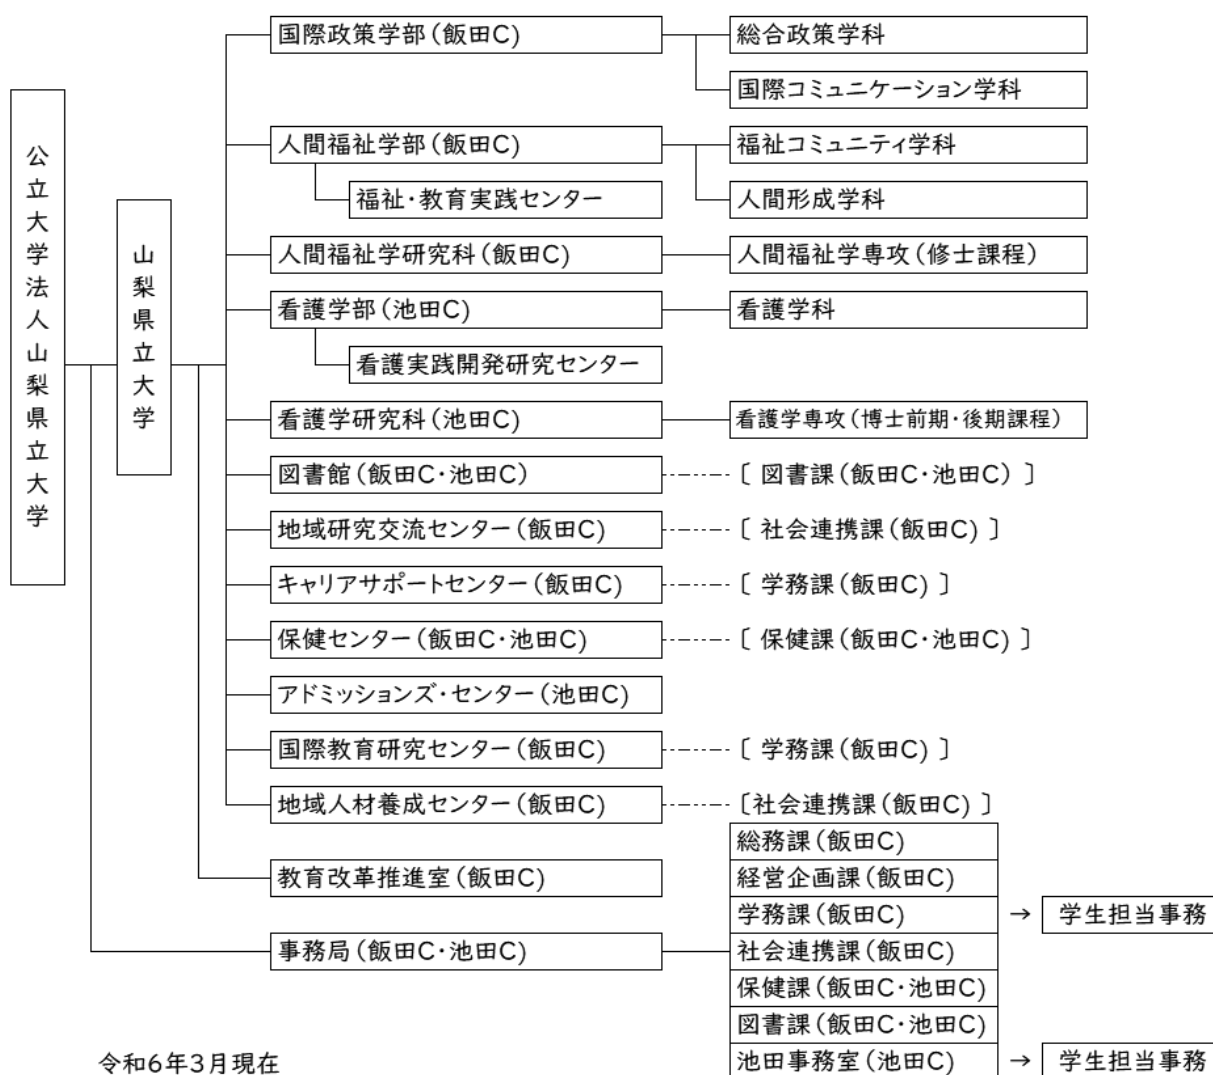 公立大学法人山梨県立大学
山梨県立大学
国際政策学部(飯田C)
総合政策学科
国際コミュニケーション学科
人間福祉学部(飯田C)
福祉コミュニティ学科
福祉・教育実践センター
人間形成学科
人間福祉学研究科(飯田C)
人間福祉学専攻(修士課程)
看護学部(池田C)
看護学科
看護実践開発研究センター
看護学研究科(池田C)
看護学専攻(博士前期・後期課程)
図書館(飯田C・池田C)
〔 図書課(飯田C・池田C) 〕
地域研究交流センター(飯田C)
〔 社会連携課(飯田C) 〕
キャリアサポートセンター(飯田C)
〔 学務課(飯田C) 〕
保健センター(飯田C・池田C)
〔 保健課(飯田C・池田C) 〕
アドミッションズ・センター(池田C)
国際教育研究センター(飯田C)
〔 学務課(飯田C) 〕
地域人材養成センター(飯田C)
〔社会連携課(飯田C) 〕
教育改革推進室(飯田C)
事務局(飯田C・池田C)
総務課(飯田C)
経営企画課(飯田C)
学務課(飯田C) → 学生担当事務
社会連携課(飯田C)
保健課(飯田C・池田C)
図書課(飯田C・池田C)
池田事務室(池田C) → 学生担当事務
令和6年3月現在